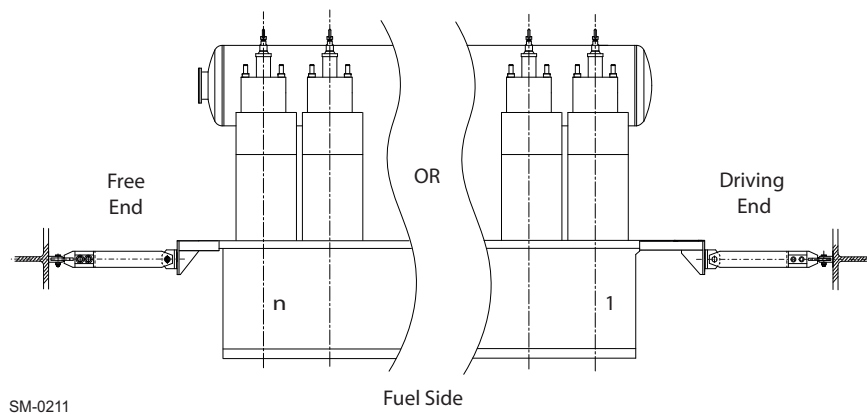 OR
Free
End
Driving
End
n
1
Fuel Side
SM-0211